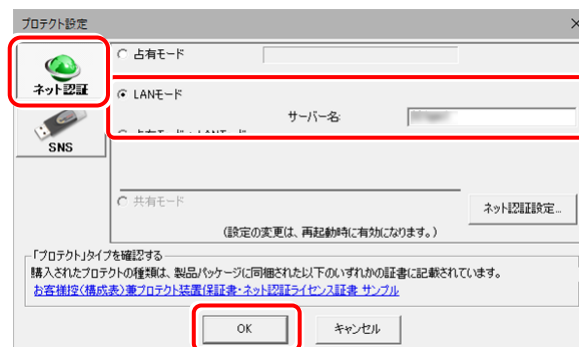 プロテクト設定
ネット認証
SNS
占有モード
LANモード
サーバー名:
共有モード
ネット認証設定...
(設定の変更は、再起動時に有効になります。)
「プロテクト」タイプを確認する
購入されたプロテクトの種類は、製品パッケージに同梱された以下のいずれかの証書に記載されています。
お客様控(構成表)兼プロテクト装置保証書・ネット認証ライセンス証書 サンプル
OK
キャンセル